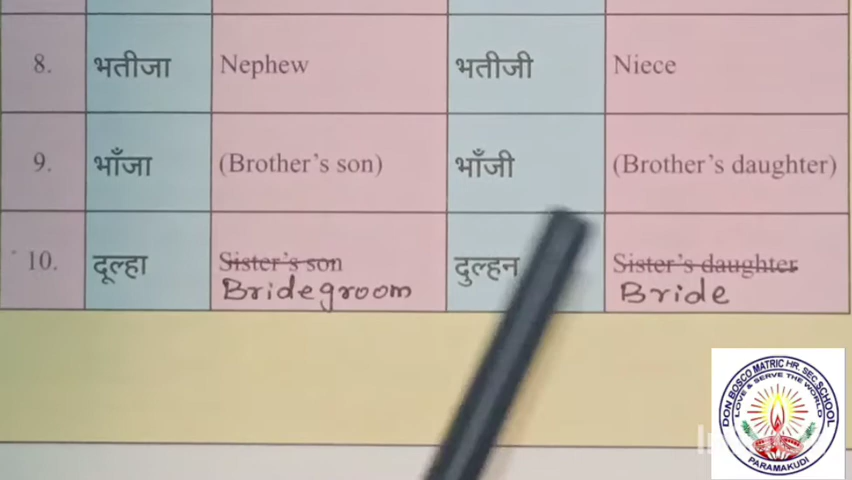 8. भतीजा Nephew भतीजी Niece
9. भाँजा (Brother's son) भाँजी (Brother's daughter)
10. दूल्हा Sister's son दुल्हन Sister's daughter
Bridegroom Bride
DON BOSCO MATRIC HR. SEC. SCHOOL
LOVE & SERVE THE WORLD
PARAMAKUDI